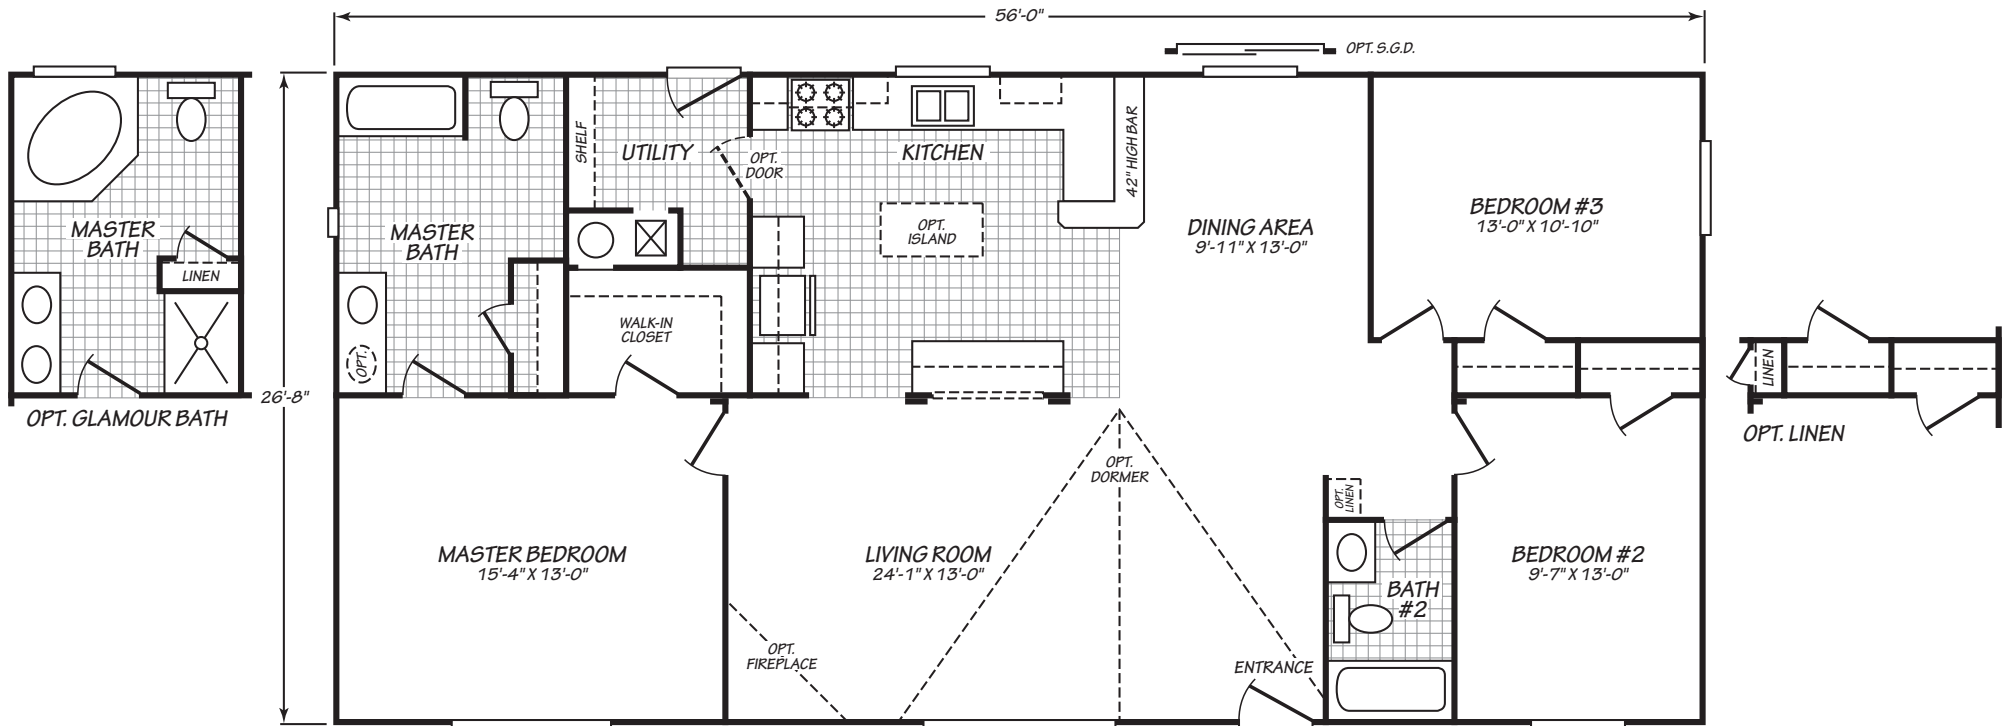 56'-0"
OPT. S.G.D.
MASTER
BATH
LINEN
OPT. GLAMOUR BATH
26'-8"
MASTER
BATH
OPT.
SHELF
UTILITY
OPT.
DOOR
WALK-IN
CLOSET
KITCHEN
OPT.
ISLAND
42" HIGH BAR
DINING AREA
9'-11" X 13'-0"
BEDROOM #3
13'-0" X 10'-10"
LINEN
OPT. LINEN
MASTER BEDROOM
15'-4" X 13'-0"
LIVING ROOM
24'-1" X 13'-0"
OPT.
DORMER
OPT.
FIREPLACE
ENTRANCE
OPT.
LINEN
BATH
#2
BEDROOM #2
9'-7" X 13'-0"